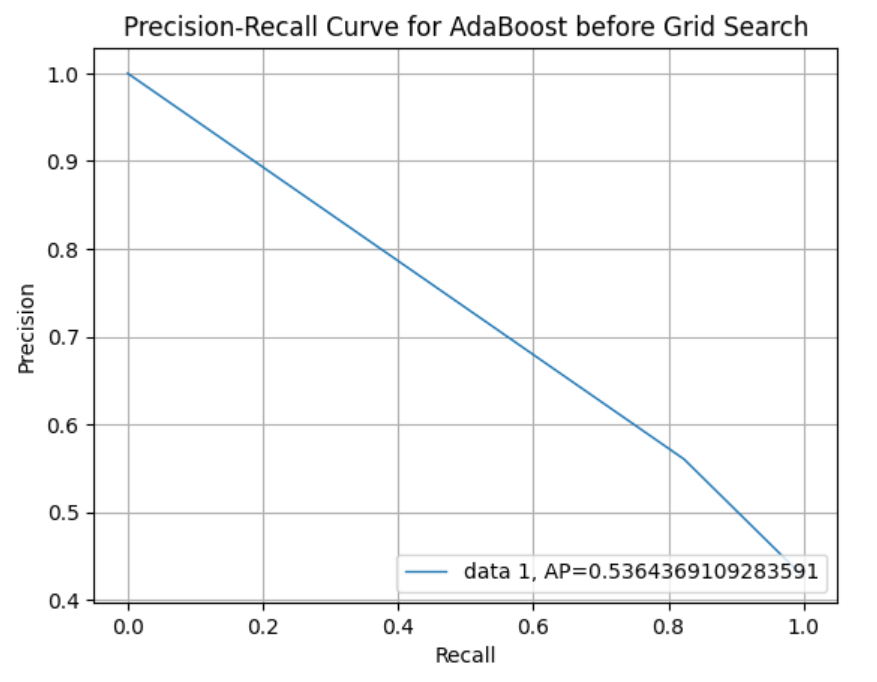 Precision-Recall Curve for AdaBoost before Grid Search
1.0
0.9
0.8
0.7
0.6
0.5
0.4
Precision
data 1, AP=0.5364369109283591
0.0 0.2 0.4 0.6 0.8 1.0
Recall